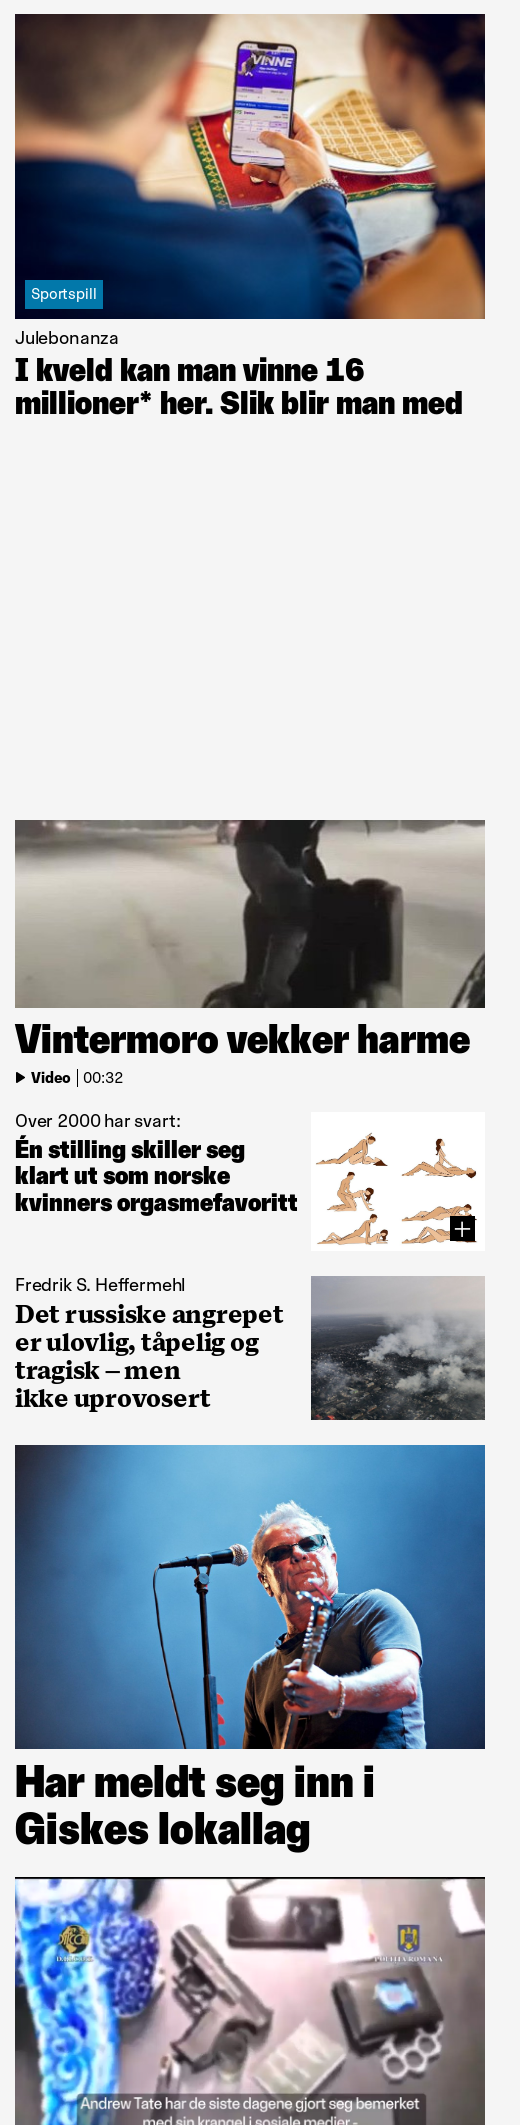 VINNE
Sportspill
Julebonanza
I kveld kan man vinne 16
millioner* her. Slik blir man med
Vintermoro vekker harme
Video | 00:32
Over 2000 har svart:
Én stilling skiller seg
klart ut som norske
kvinners orgasmefavoritt
Fredrik S. Heffermehl
Det russiske angrepet
er ulovlig, tåpelig og
tragisk – men
ikke uprovosert
Har meldt seg inn i
Giskes lokallag
POLITIA ROMANA
Andrew Tate har de siste dagene gjort seg bemerket
med sin krangel i sosiale medier -